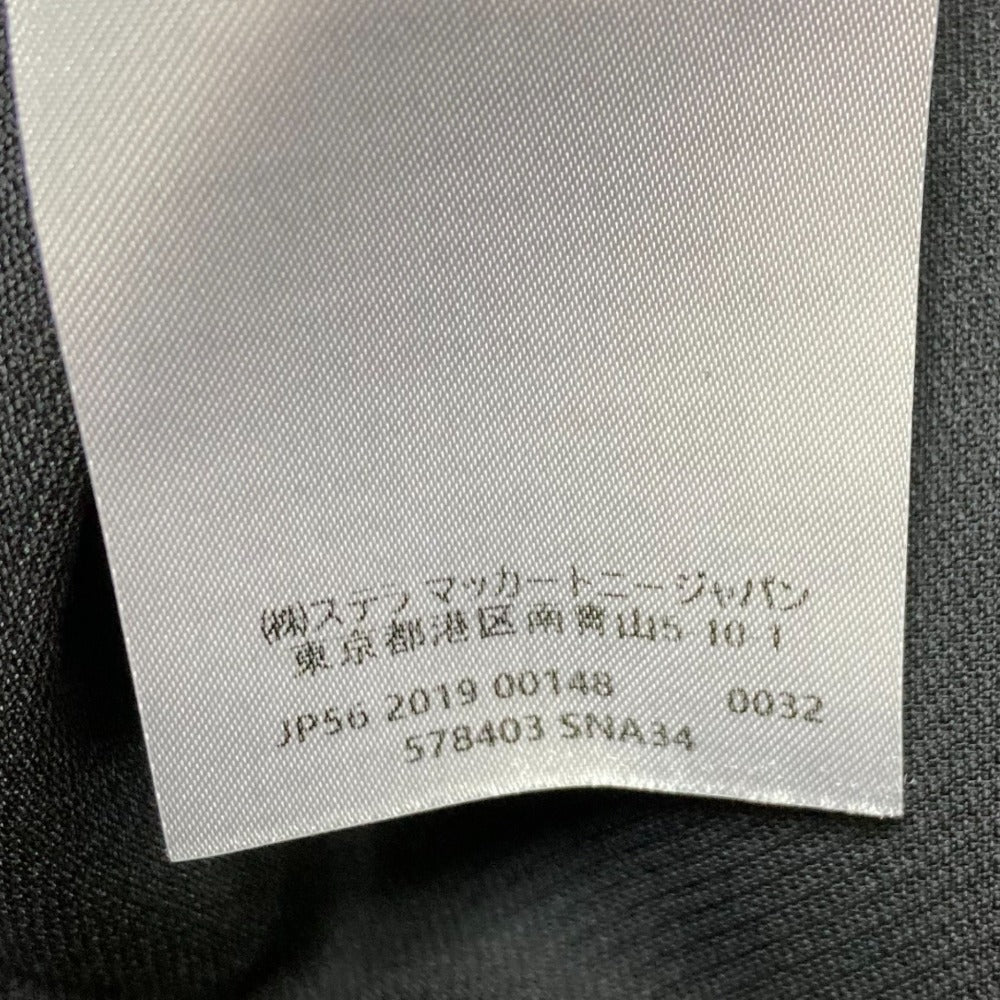 (株)ステラ マッカートニー ジャパン
東京都港区南青山5-10-1
JP56 2019 00148 0032
578403 SNA34